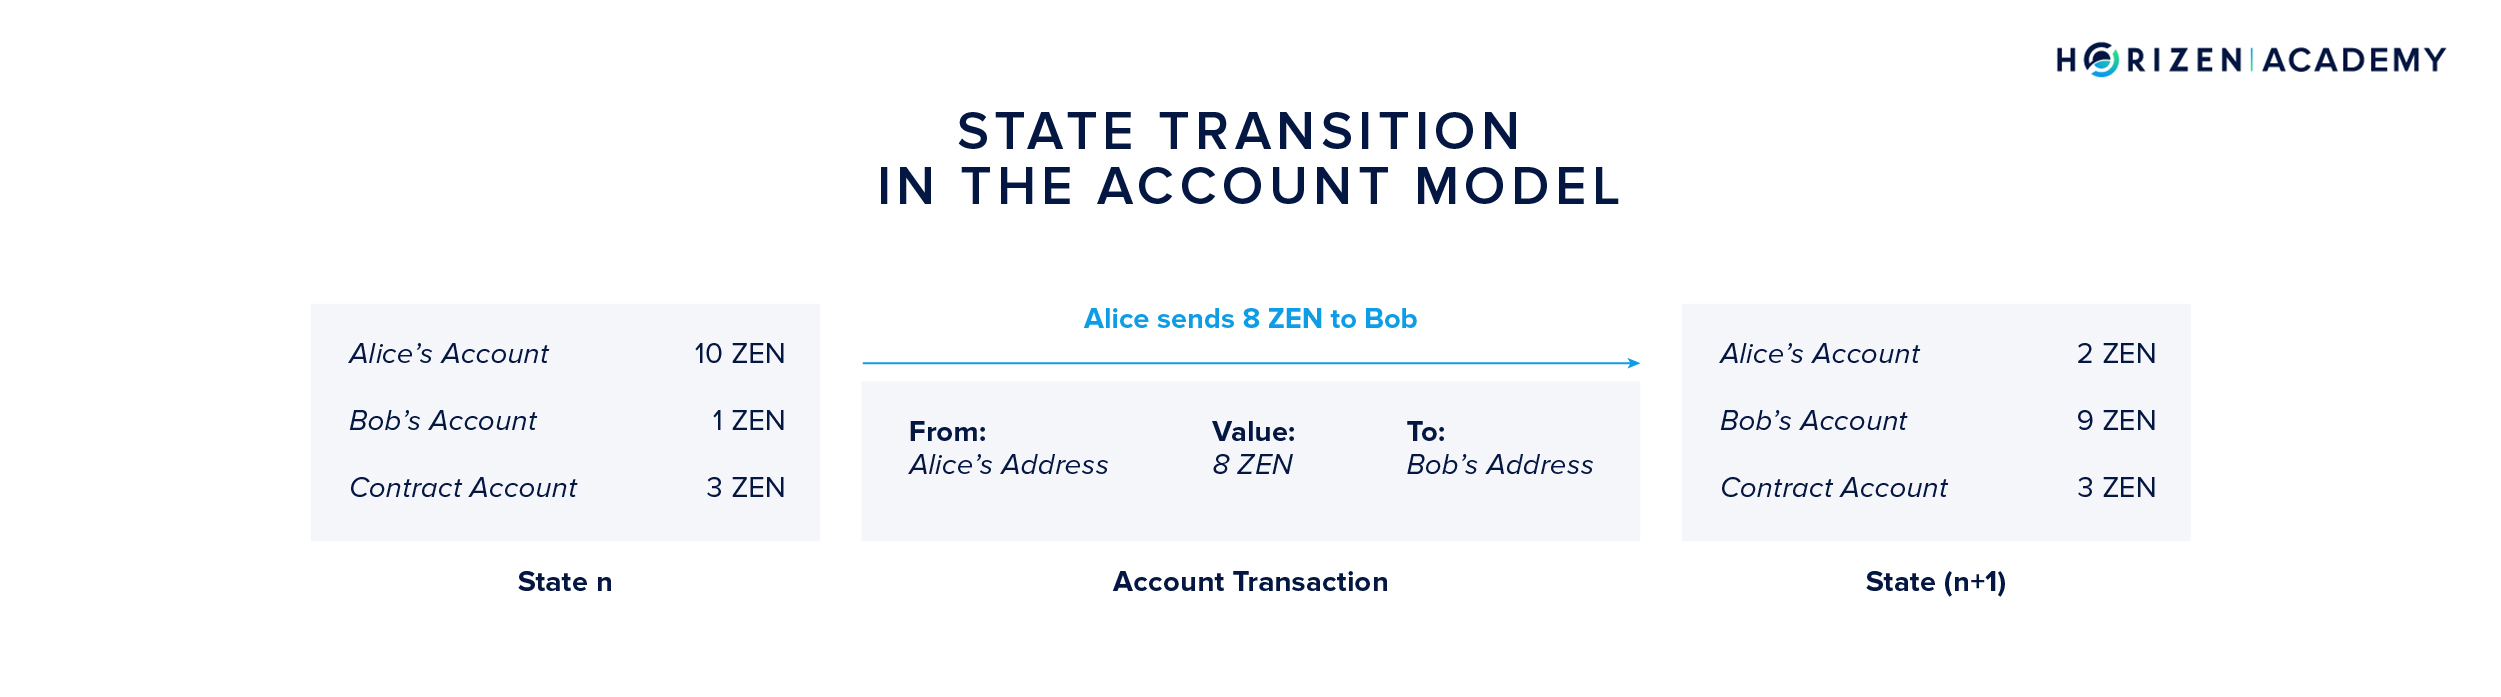 HORIZEN | ACADEMY
STATE TRANSITION
IN THE ACCOUNT MODEL
Alice’s Account 10 ZEN
Bob’s Account 1 ZEN
Contract Account 3 ZEN
State n
Alice sends 8 ZEN to Bob
From: Value: To:
Alice’s Address 8 ZEN Bob’s Address
Account Transaction
Alice’s Account 2 ZEN
Bob’s Account 9 ZEN
Contract Account 3 ZEN
State (n+1)